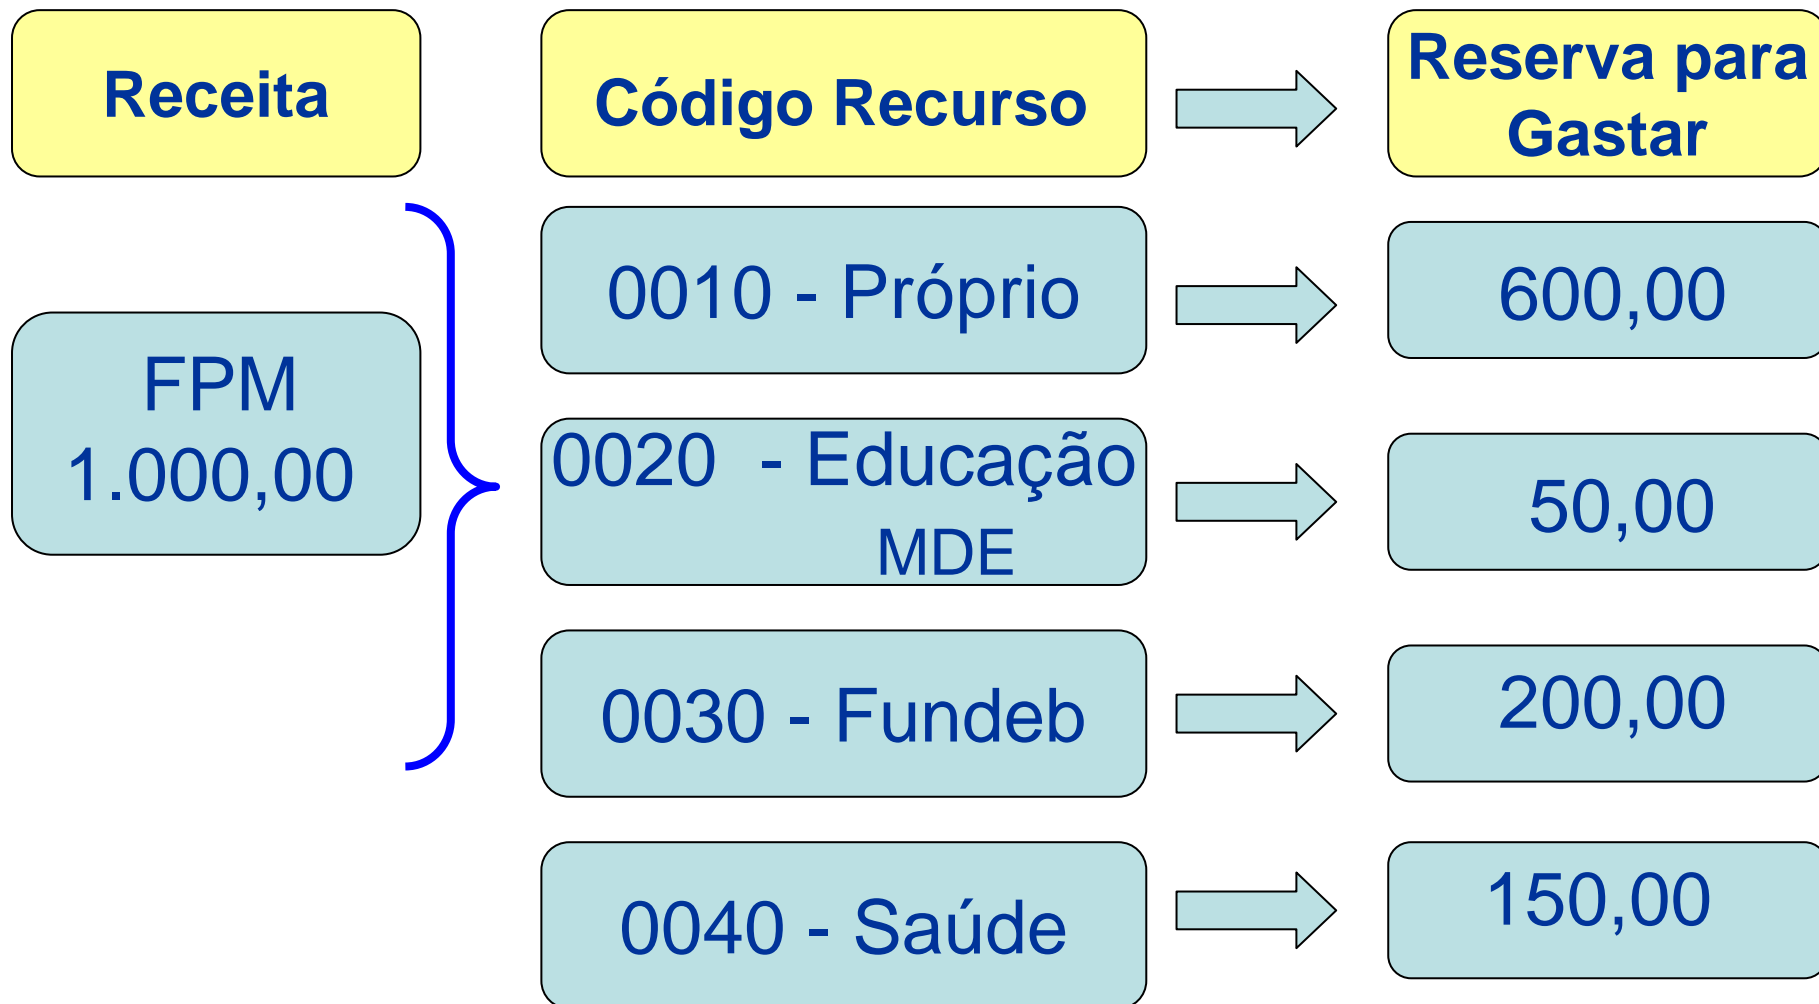 Receita
Código Recurso
Reserva para
Gastar
FPM
1.000,00
0010 - Próprio
600,00
0020 - Educação
MDE
50,00
0030 - Fundeb
200,00
0040 - Saúde
150,00